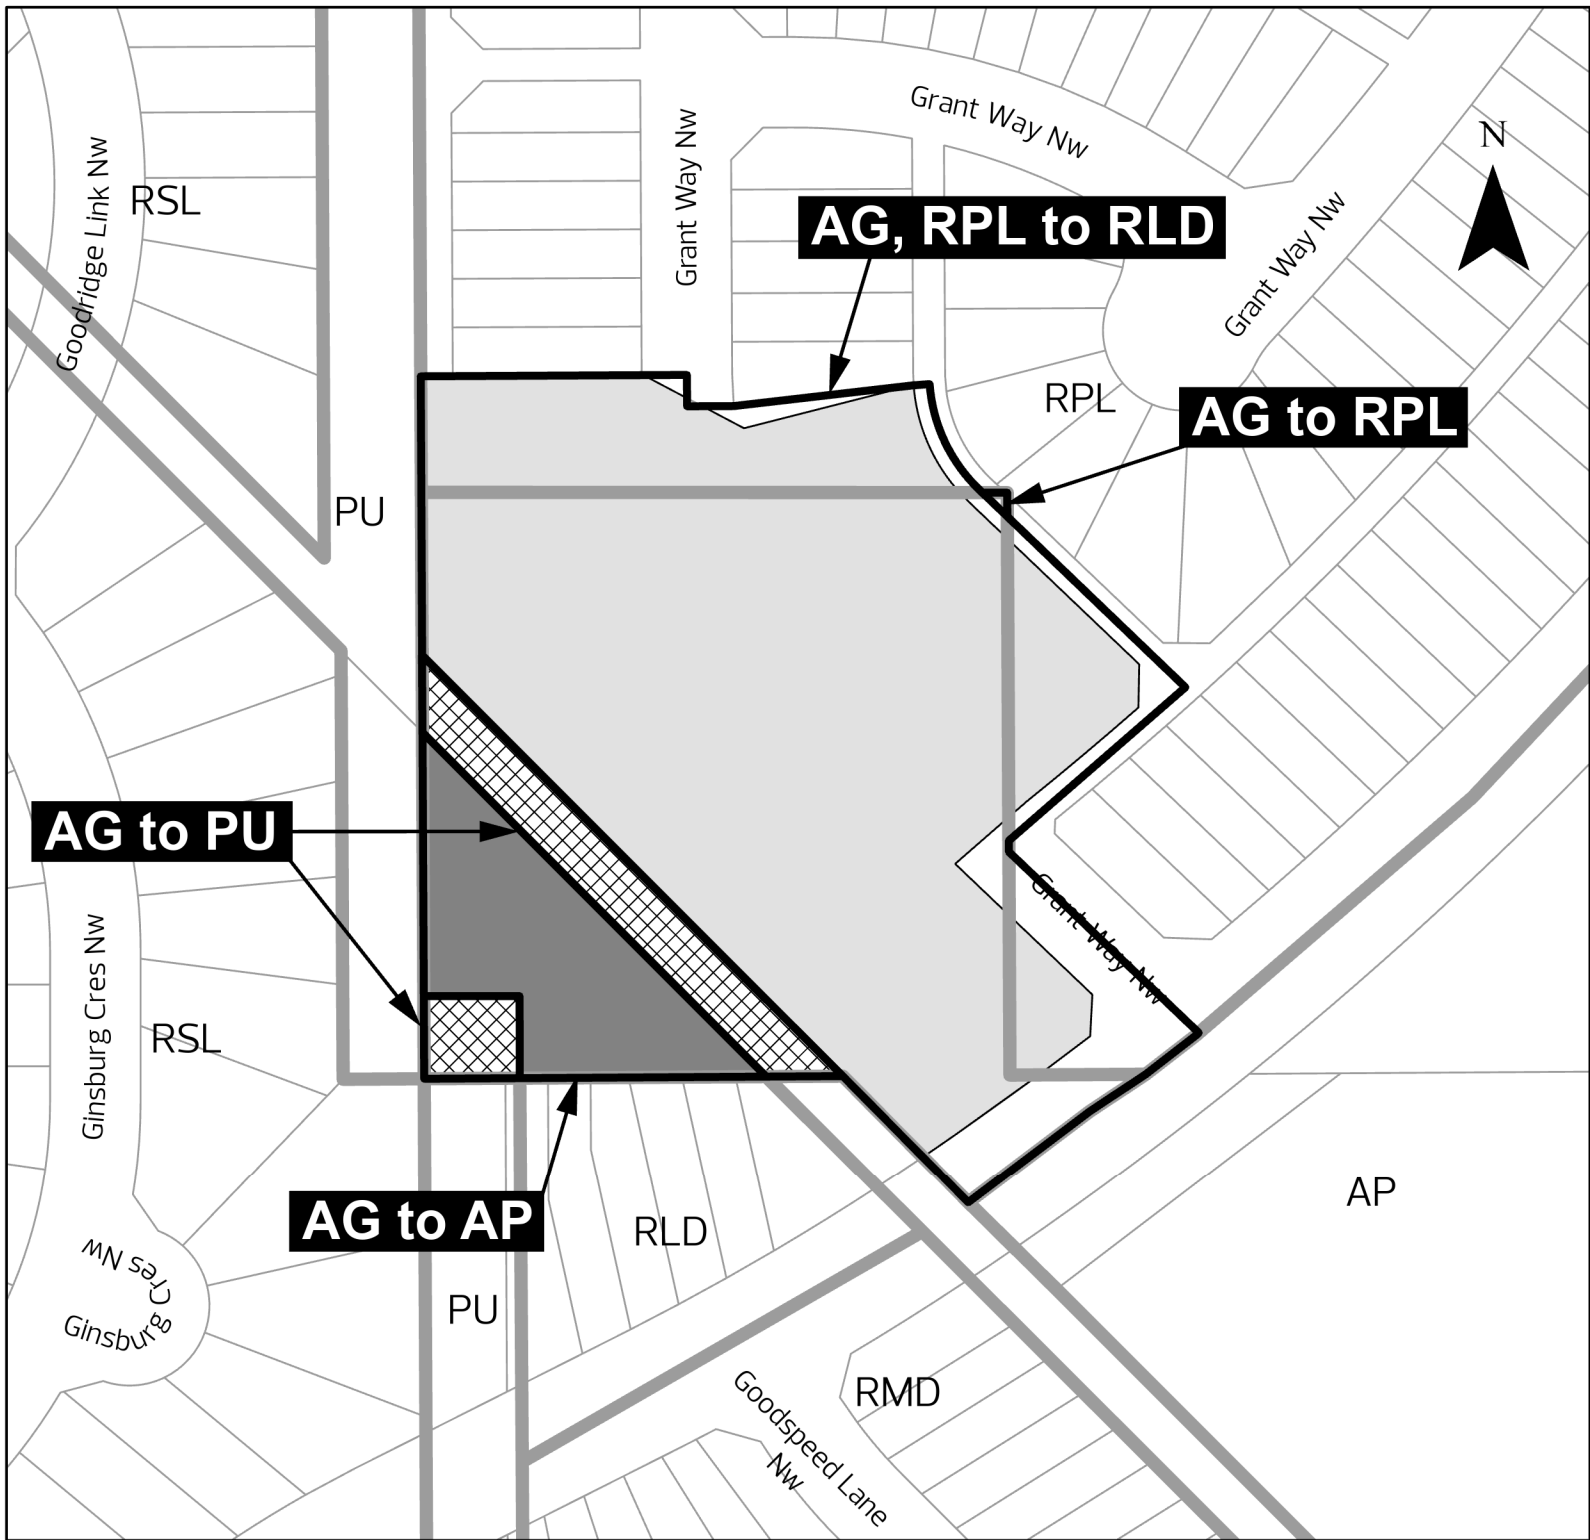 Grant Way Nw
N
Goodridge Link Nw
RSL
Grant Way Nw
Grant Way Nw
AG, RPL to RLD
RPL
AG to RPL
PU
AG to PU
Grant Way Nw
Ginsburg Cres Nw
RSL
AG to AP
RLD
AP
Ginsburg Cres NW
PU
RMD
Goodspeed Lane
Nw